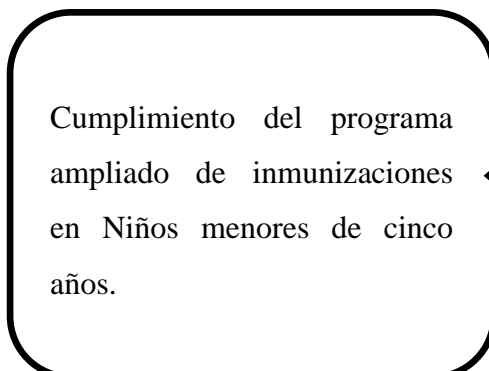 Cumplimiento del programa
ampliado de inmunizaciones
en Niños menores de cinco
años.